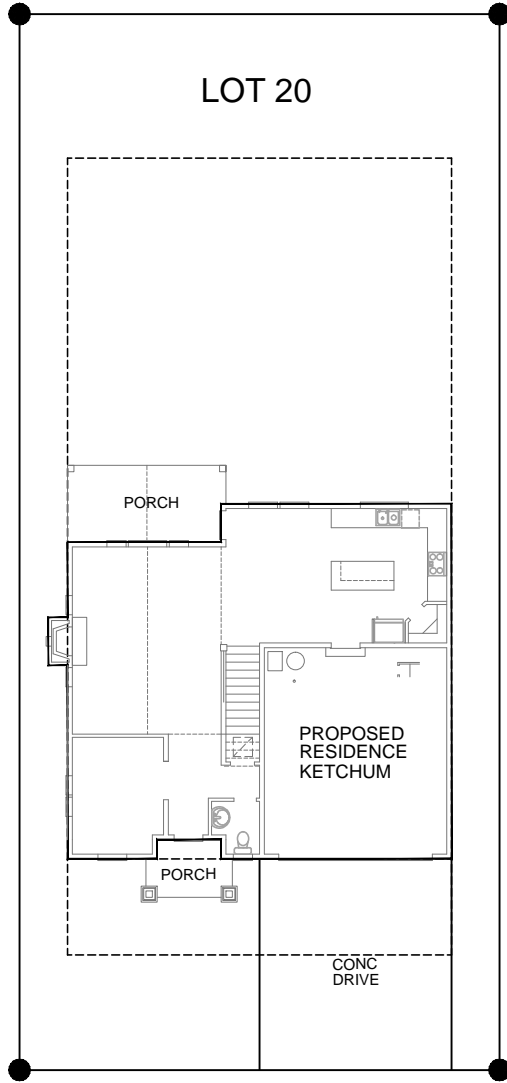 LOT 20
PORCH
PROPOSED
RESIDENCE
KETCHUM
PORCH
CONC
DRIVE